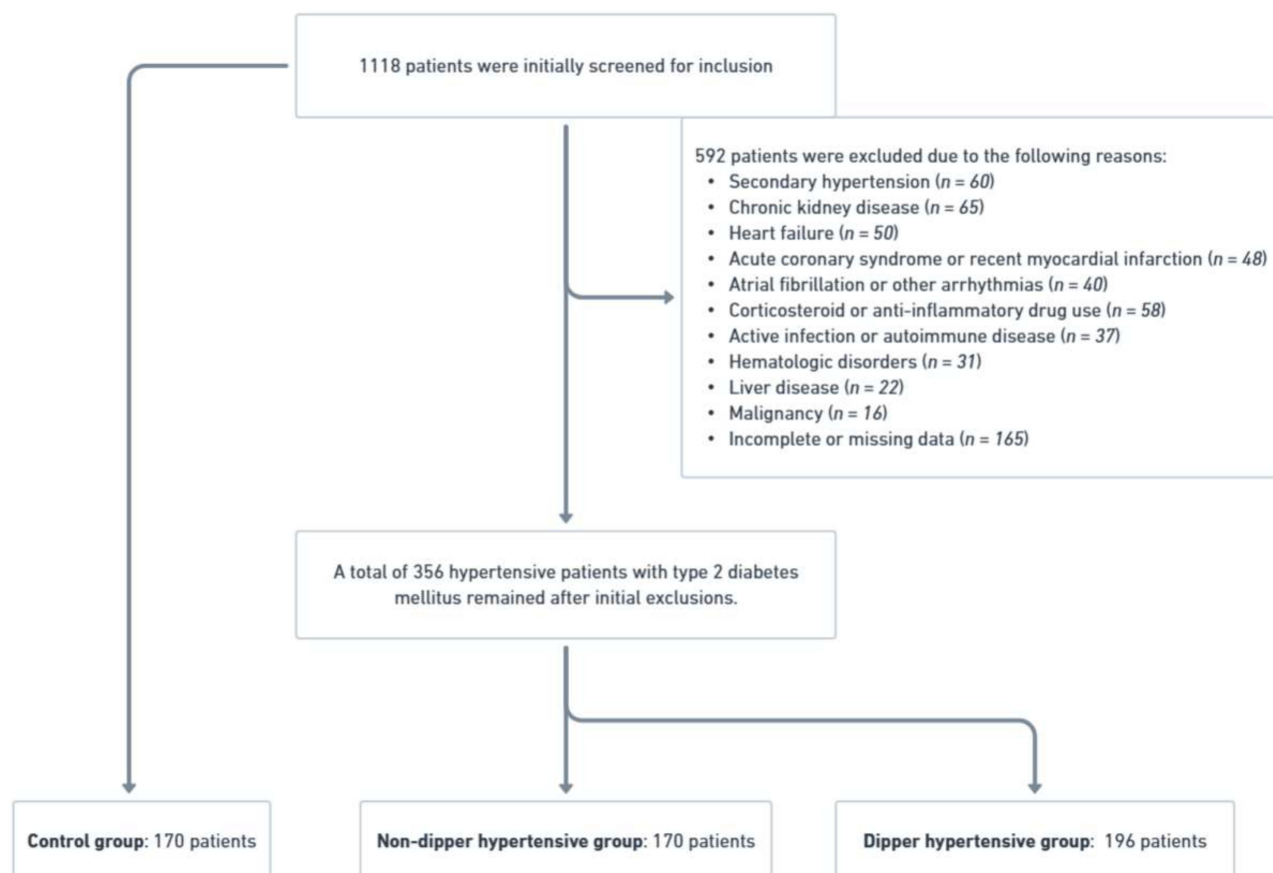 1118 patients were initially screened for inclusion
592 patients were excluded due to the following reasons:
• Secondary hypertension (n = 60)
• Chronic kidney disease (n = 65)
• Heart failure (n = 50)
• Acute coronary syndrome or recent myocardial infarction (n = 48)
• Atrial fibrillation or other arrhythmias (n = 40)
• Corticosteroid or anti-inflammatory drug use (n = 58)
• Active infection or autoimmune disease (n = 37)
• Hematologic disorders (n = 31)
• Liver disease (n = 22)
• Malignancy (n = 16)
• Incomplete or missing data (n = 165)
A total of 356 hypertensive patients with type 2 diabetes
mellitus remained after initial exclusions.
Control group: 170 patients
Non-dipper hypertensive group: 170 patients
Dipper hypertensive group: 196 patients